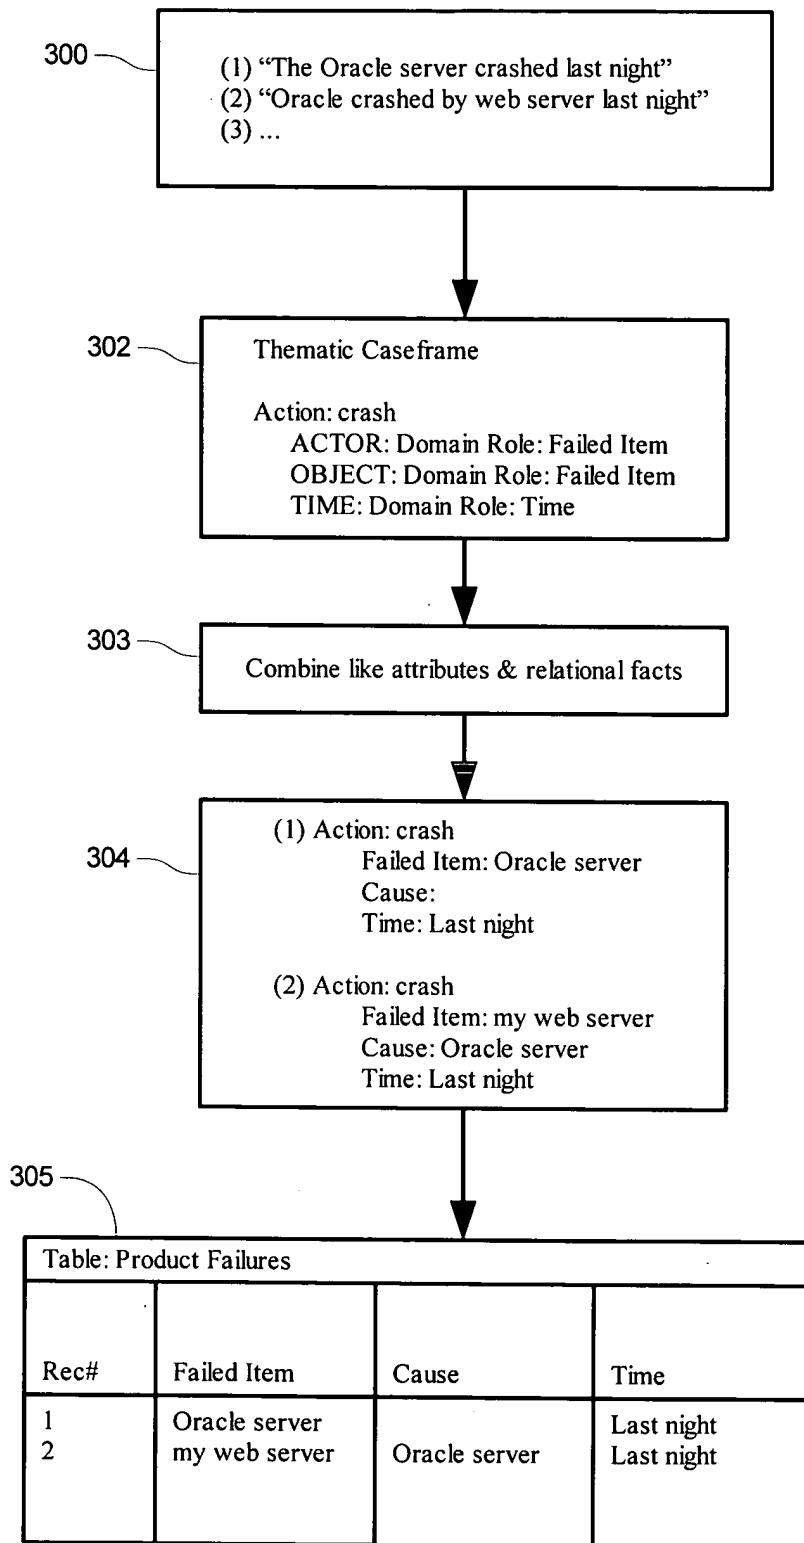 300
(1) “The Oracle server crashed last night”
(2) “Oracle crashed by web server last night”
(3) ...
302
Thematic Caseframe
Action: crash
ACTOR: Domain Role: Failed Item
OBJECT: Domain Role: Failed Item
TIME: Domain Role: Time
303
Combine like attributes & relational facts
304
(1) Action: crash
Failed Item: Oracle server
Cause:
Time: Last night
(2) Action: crash
Failed Item: my web server
Cause: Oracle server
Time: Last night
305
Table: Product Failures
Rec# Failed Item Cause Time
1 Oracle server Last night
2 my web server Oracle server Last night